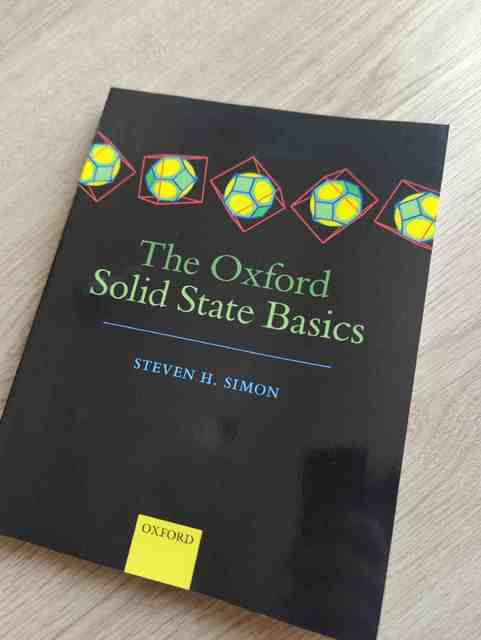 The Oxford
Solid State Basics
STEVEN H. SIMON
OXFORD